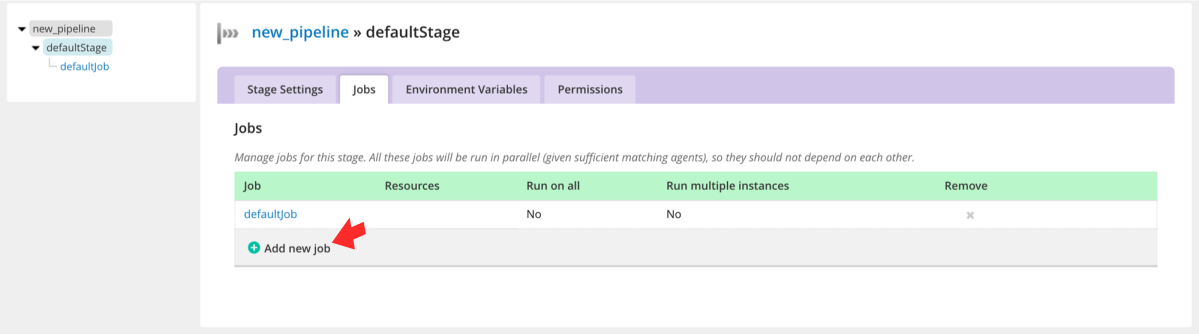 new_pipeline
defaultStage
defaultJob
new_pipeline » defaultStage
Stage Settings Jobs Environment Variables Permissions
Jobs
Manage jobs for this stage. All these jobs will be run in parallel (given sufficient matching agents), so they should not depend on each other.
Job Resources Run on all Run multiple instances Remove
defaultJob No No
Add new job